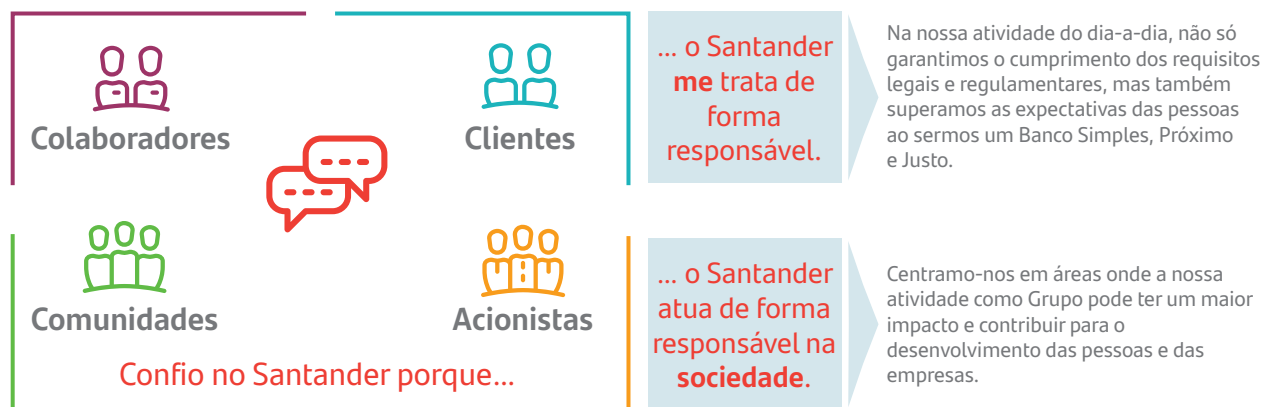 Colaboradores
Clientes
Comunidades
Acionistas
Confio no Santander porque...
... o Santander
me trata de
forma
responsável.
Na nossa atividade do dia-a-dia, não só
garantimos o cumprimento dos requisitos
legais e regulamentares, mas também
superamos as expectativas das pessoas
ao sermos um Banco Simples, Próximo
e Justo.
... o Santander
atua de forma
responsável na
sociedade.
Centramo-nos em áreas onde a nossa
atividade como Grupo pode ter um maior
impacto e contribuir para o
desenvolvimento das pessoas e das
empresas.